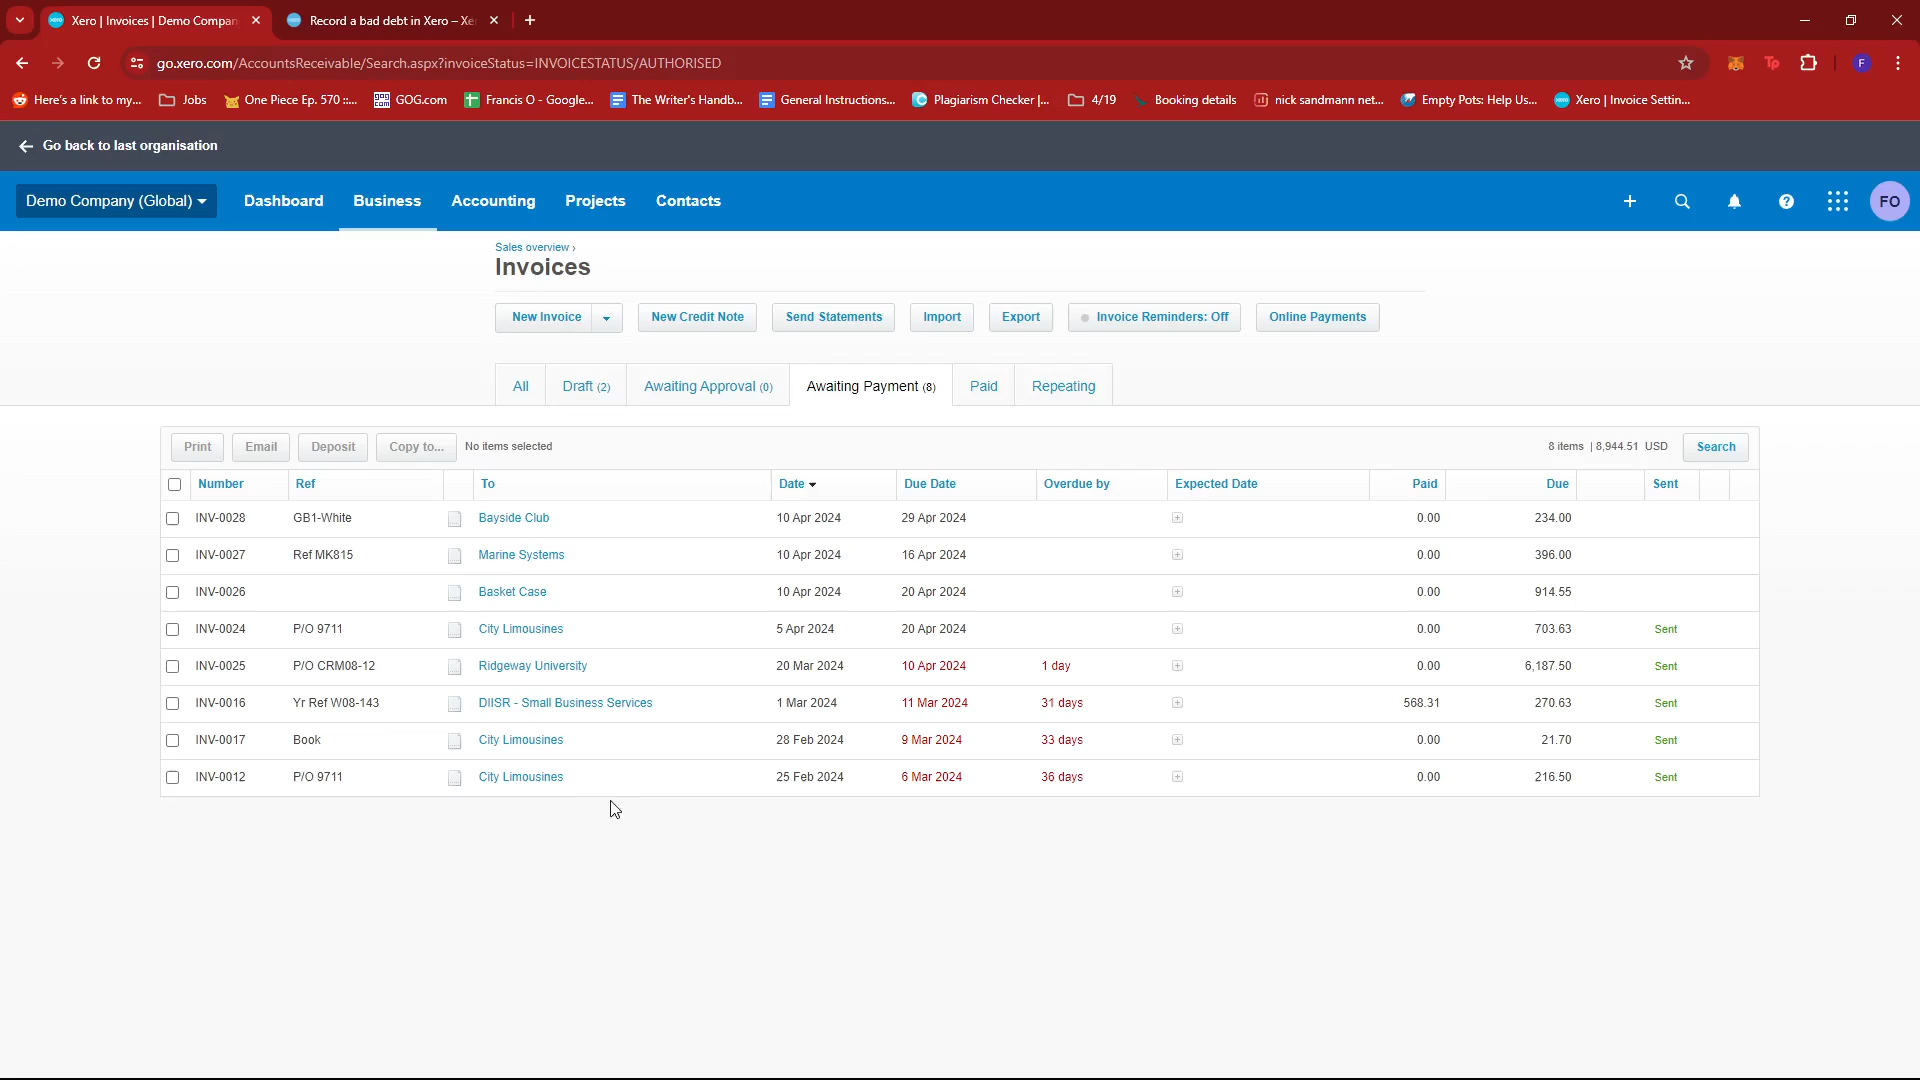 Xero | Invoices | Demo Compan
Record a bad debt in Xero – Xe
go.xero.com/AccountsReceivable/Search.aspx?invoiceStatus=INVOICESTATUS/AUTHORISED
Tp
F
Here's a link to my... Jobs One Piece Ep. 570 ::... GOG.com Francis O - Google... The Writer's Handb... General Instructions... Plagiarism Checker |... 4/19 Booking details nick sandmann net... Empty Pots: Help Us... Xero | Invoice Settin...
Go back to last organisation
Demo Company (Global) Dashboard Business Accounting Projects Contacts FO
Sales overview ›
Invoices
New Invoice New Credit Note Send Statements Import Export Invoice Reminders: Off Online Payments
All Draft (2) Awaiting Approval (0) Awaiting Payment (8) Paid Repeating
Print Email Deposit Copy to... No items selected 8 items | 8,944.51 USD Search
Number Ref To Date Due Date Overdue by Expected Date Paid Due Sent
INV-0028 GB1-White Bayside Club 10 Apr 2024 29 Apr 2024 0.00 234.00
INV-0027 Ref MK815 Marine Systems 10 Apr 2024 16 Apr 2024 0.00 396.00
INV-0026 Basket Case 10 Apr 2024 20 Apr 2024 0.00 914.55
INV-0024 P/O 9711 City Limousines 5 Apr 2024 20 Apr 2024 0.00 703.63 Sent
INV-0025 P/O CRM08-12 Ridgeway University 20 Mar 2024 10 Apr 2024 1 day 0.00 6,187.50 Sent
INV-0016 Yr Ref W08-143 DIISR - Small Business Services 1 Mar 2024 11 Mar 2024 31 days 568.31 270.63 Sent
INV-0017 Book City Limousines 28 Feb 2024 9 Mar 2024 33 days 0.00 21.70 Sent
INV-0012 P/O 9711 City Limousines 25 Feb 2024 6 Mar 2024 36 days 0.00 216.50 Sent